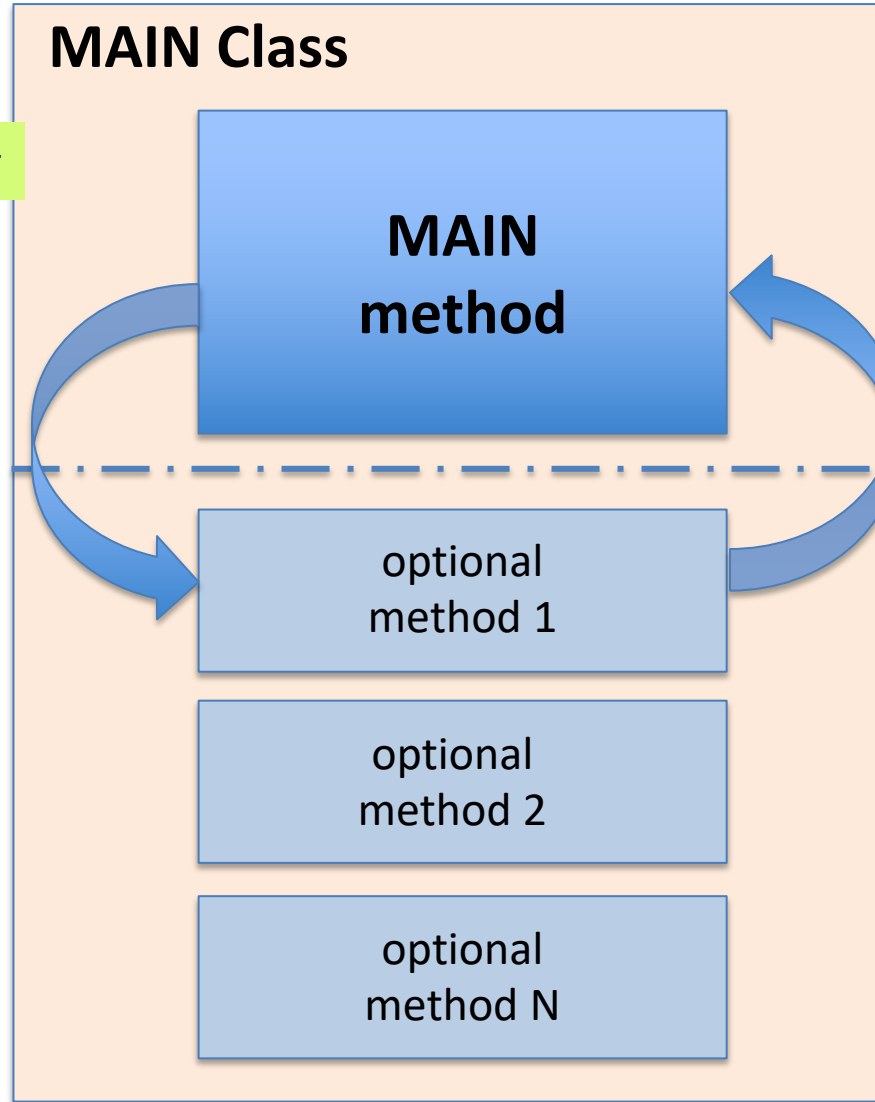 MAIN Class
MAIN
method
optional
method 1
optional
method 2
optional
method N